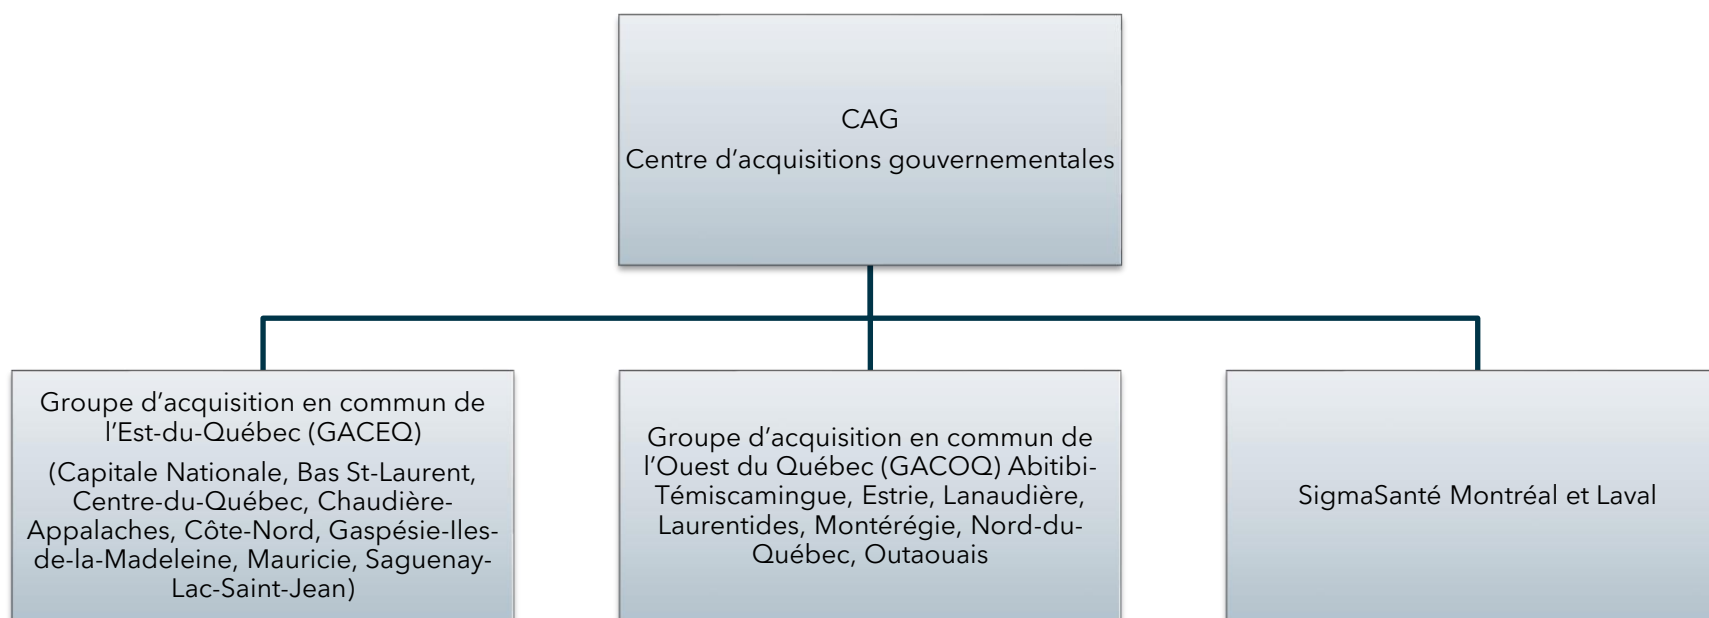 CAG
Centre d’acquisitions gouvernementales
Groupe d’acquisition en commun de
l’Est-du-Québec (GACEQ)
(Capitale Nationale, Bas St-Laurent,
Centre-du-Québec, Chaudière-
Appalaches, Côte-Nord, Gaspésie-Iles-
de-la-Madeleine, Mauricie, Saguenay-
Lac-Saint-Jean)
Groupe d’acquisition en commun de
l’Ouest du Québec (GACOQ) Abitibi-
Témiscamingue, Estrie, Lanaudière,
Laurentides, Montérégie, Nord-du-
Québec, Outaouais
SigmaSanté Montréal et Laval